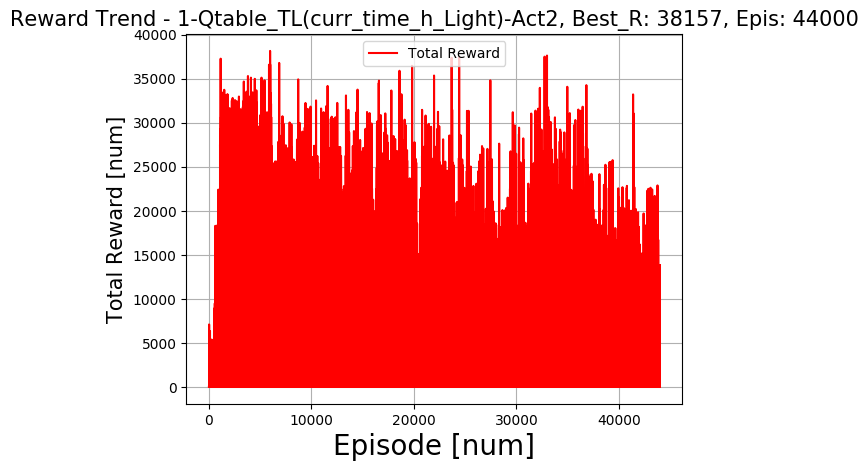 Reward Trend - 1-Qtable_TL(curr_time_h_Light)-Act2, Best_R: 38157, Epis: 44000
Total Reward
40000
35000
30000
25000
20000
15000
10000
5000
0
Total Reward [num]
0 10000 20000 30000 40000
Episode [num]